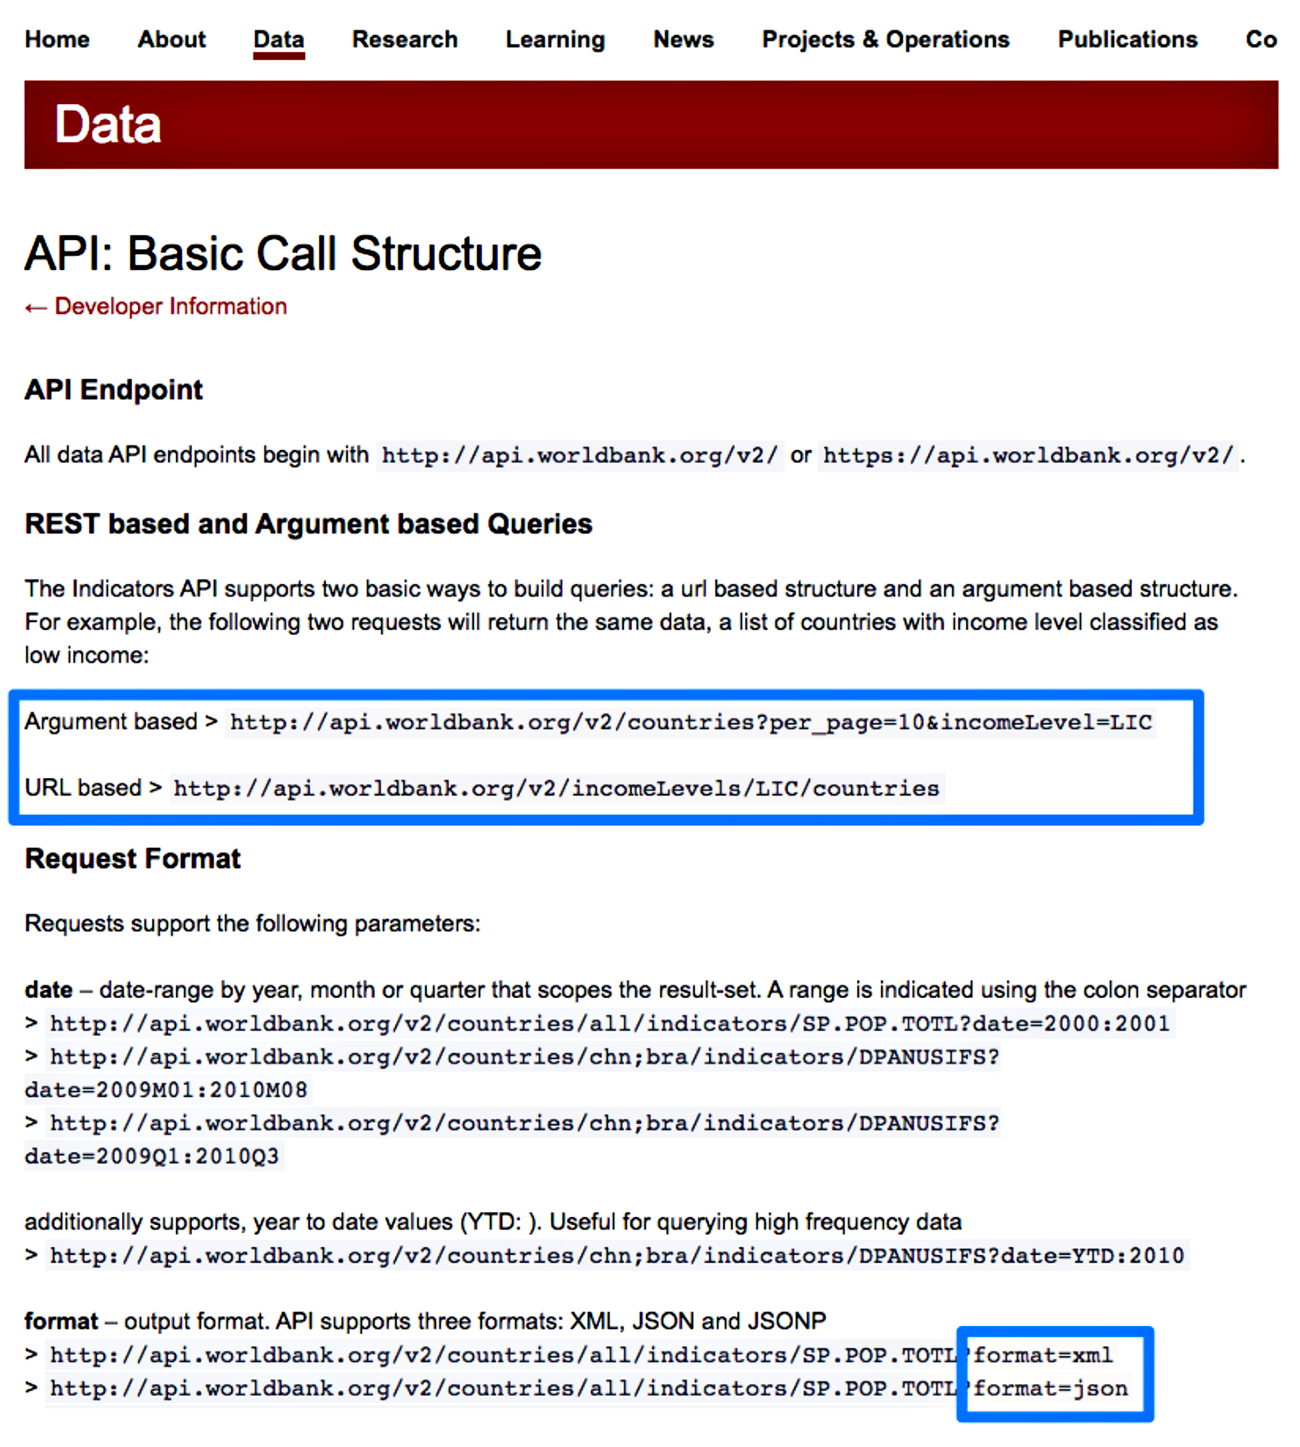 Home About Data Research Learning News Projects & Operations Publications Co
Data
API: Basic Call Structure
← Developer Information
API Endpoint
All data API endpoints begin with http://api.worldbank.org/v2/ or https://api.worldbank.org/v2/.
REST based and Argument based Queries
The Indicators API supports two basic ways to build queries: a url based structure and an argument based structure.
For example, the following two requests will return the same data, a list of countries with income level classified as
low income:
Argument based > http://api.worldbank.org/v2/countries?per_page=10&incomeLevel=LIC
URL based > http://api.worldbank.org/v2/incomeLevels/LIC/countries
Request Format
Requests support the following parameters:
date – date-range by year, month or quarter that scopes the result-set. A range is indicated using the colon separator
> http://api.worldbank.org/v2/countries/all/indicators/SP.POP.TOTL?date=2000:2001
> http://api.worldbank.org/v2/countries/chn;bra/indicators/DPANUSIFS?
date=2009M01:2010M08
> http://api.worldbank.org/v2/countries/chn;bra/indicators/DPANUSIFS?
date=2009Q1:2010Q3
additionally supports, year to date values (YTD: ). Useful for querying high frequency data
> http://api.worldbank.org/v2/countries/chn;bra/indicators/DPANUSIFS?date=YTD:2010
format – output format. API supports three formats: XML, JSON and JSONP
> http://api.worldbank.org/v2/countries/all/indicators/SP.POP.TOTL?format=xml
> http://api.worldbank.org/v2/countries/all/indicators/SP.POP.TOTL?format=json